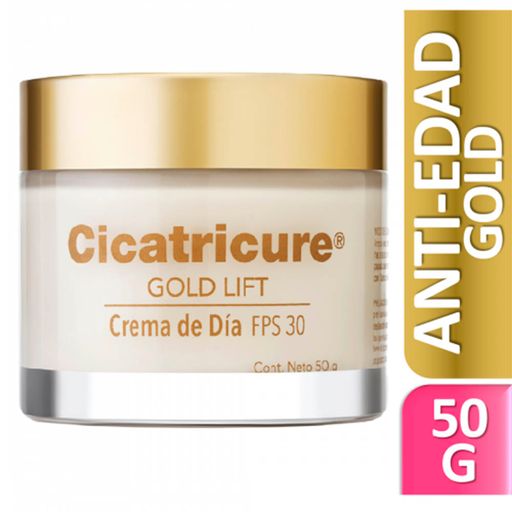 Cicatricure®
GOLD LIFT
Crema de Día FPS 30
Cont. Neto 50 g
ANTI-EDAD
GOLD
50
G